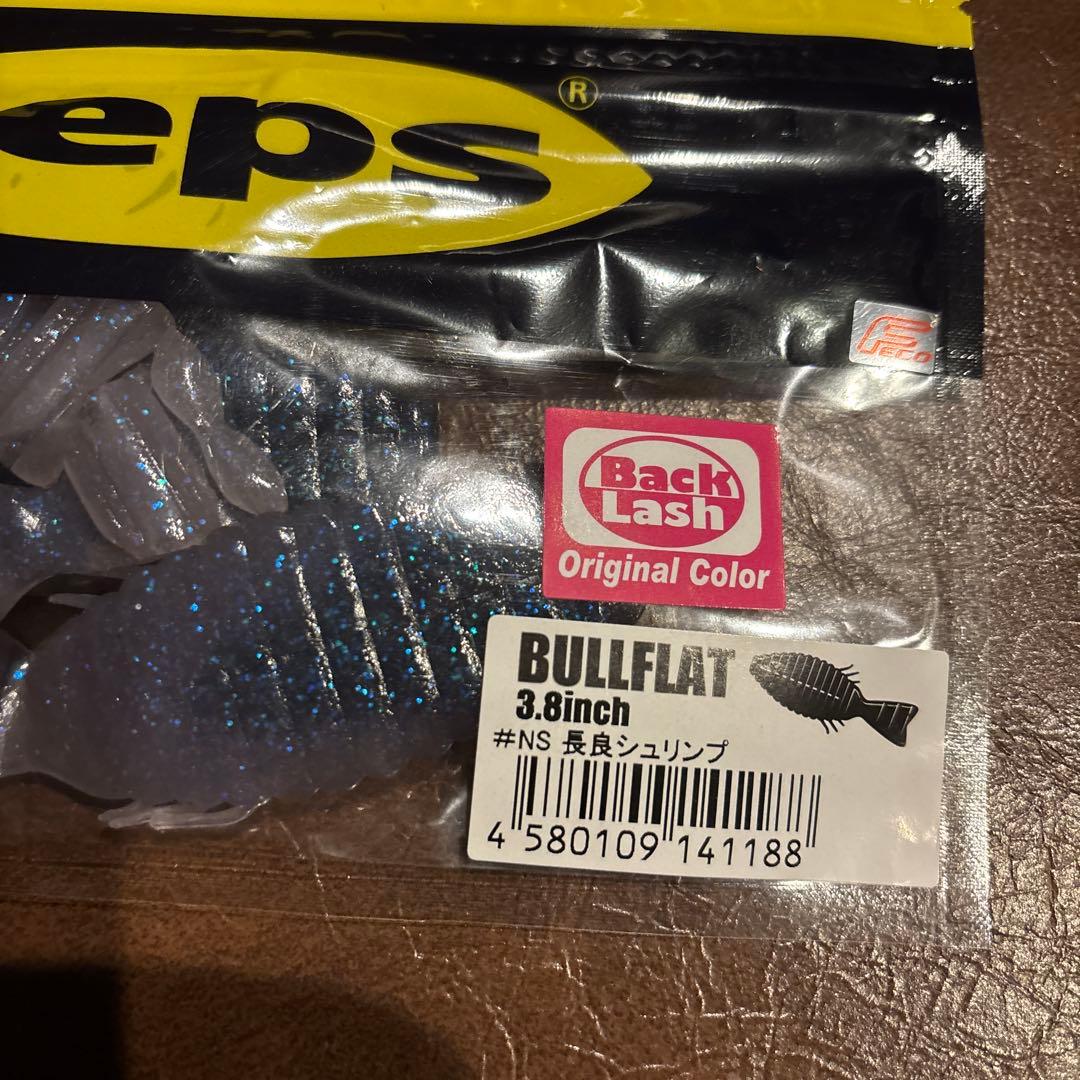 eps®
FECO
Back
Lash
Original Color
BULLFLAT
3.8inch
#NS 長良シュリンプ
4 580109 141188